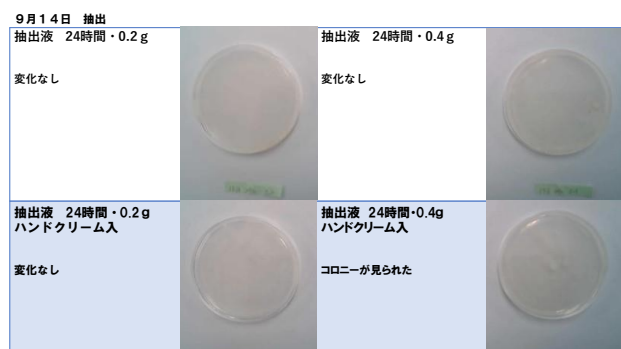 9月14日 抽出
抽出液 24時間・0.2g
変化なし
抽出液 24時間・0.4g
変化なし
抽出液 24時間・0.2g
ハンドクリーム入
変化なし
抽出液 24時間・0.4g
ハンドクリーム入
コロニーが見られた